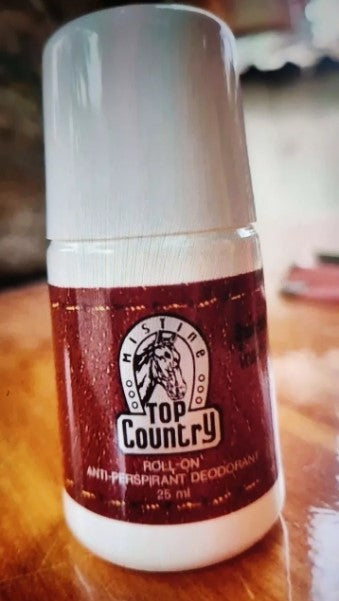 MISTINE
TOP
Country
ROLL-ON
ANTI-PERSPIRANT DEODORANT
25 ml